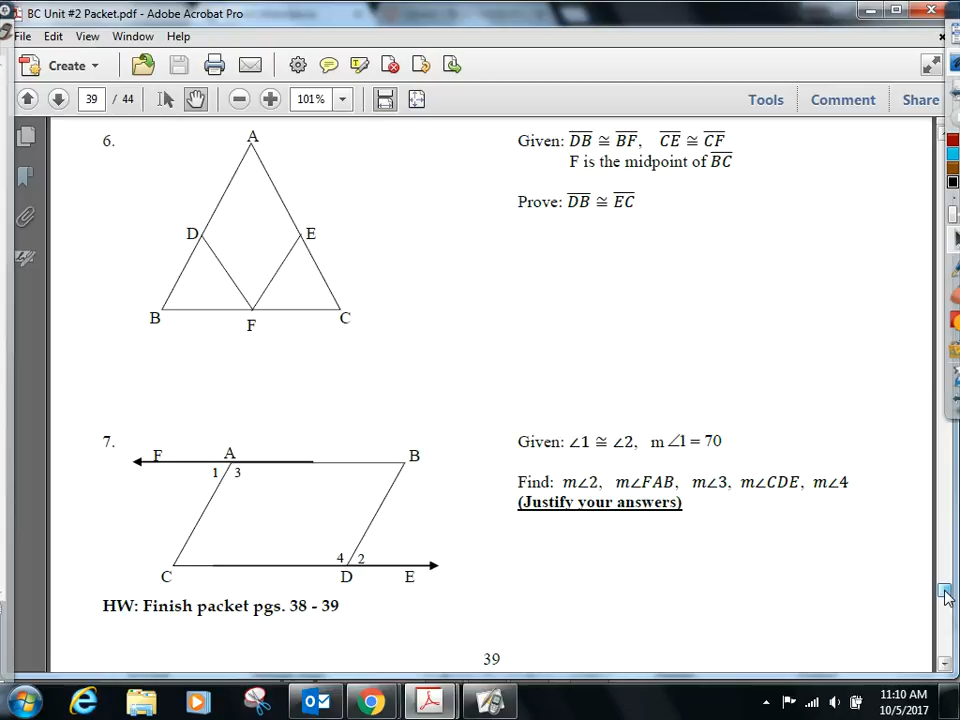 BC Unit #2 Packet.pdf - Adobe Acrobat Pro
File Edit View Window Help
Create
39 / 44 101% Tools Comment Share
6.
A
D E
B F C
Given: DB ≅ BF, CE ≅ CF
F is the midpoint of BC
Prove: DB ≅ EC
7.
F A B
1 3
4 2
C D E
Given: ∠1 ≅ ∠2, m ∠1 = 70
Find: m∠2, m∠FAB, m∠3, m∠CDE, m∠4
(Justify your answers)
HW: Finish packet pgs. 38 - 39
39
11:10 AM
10/5/2017